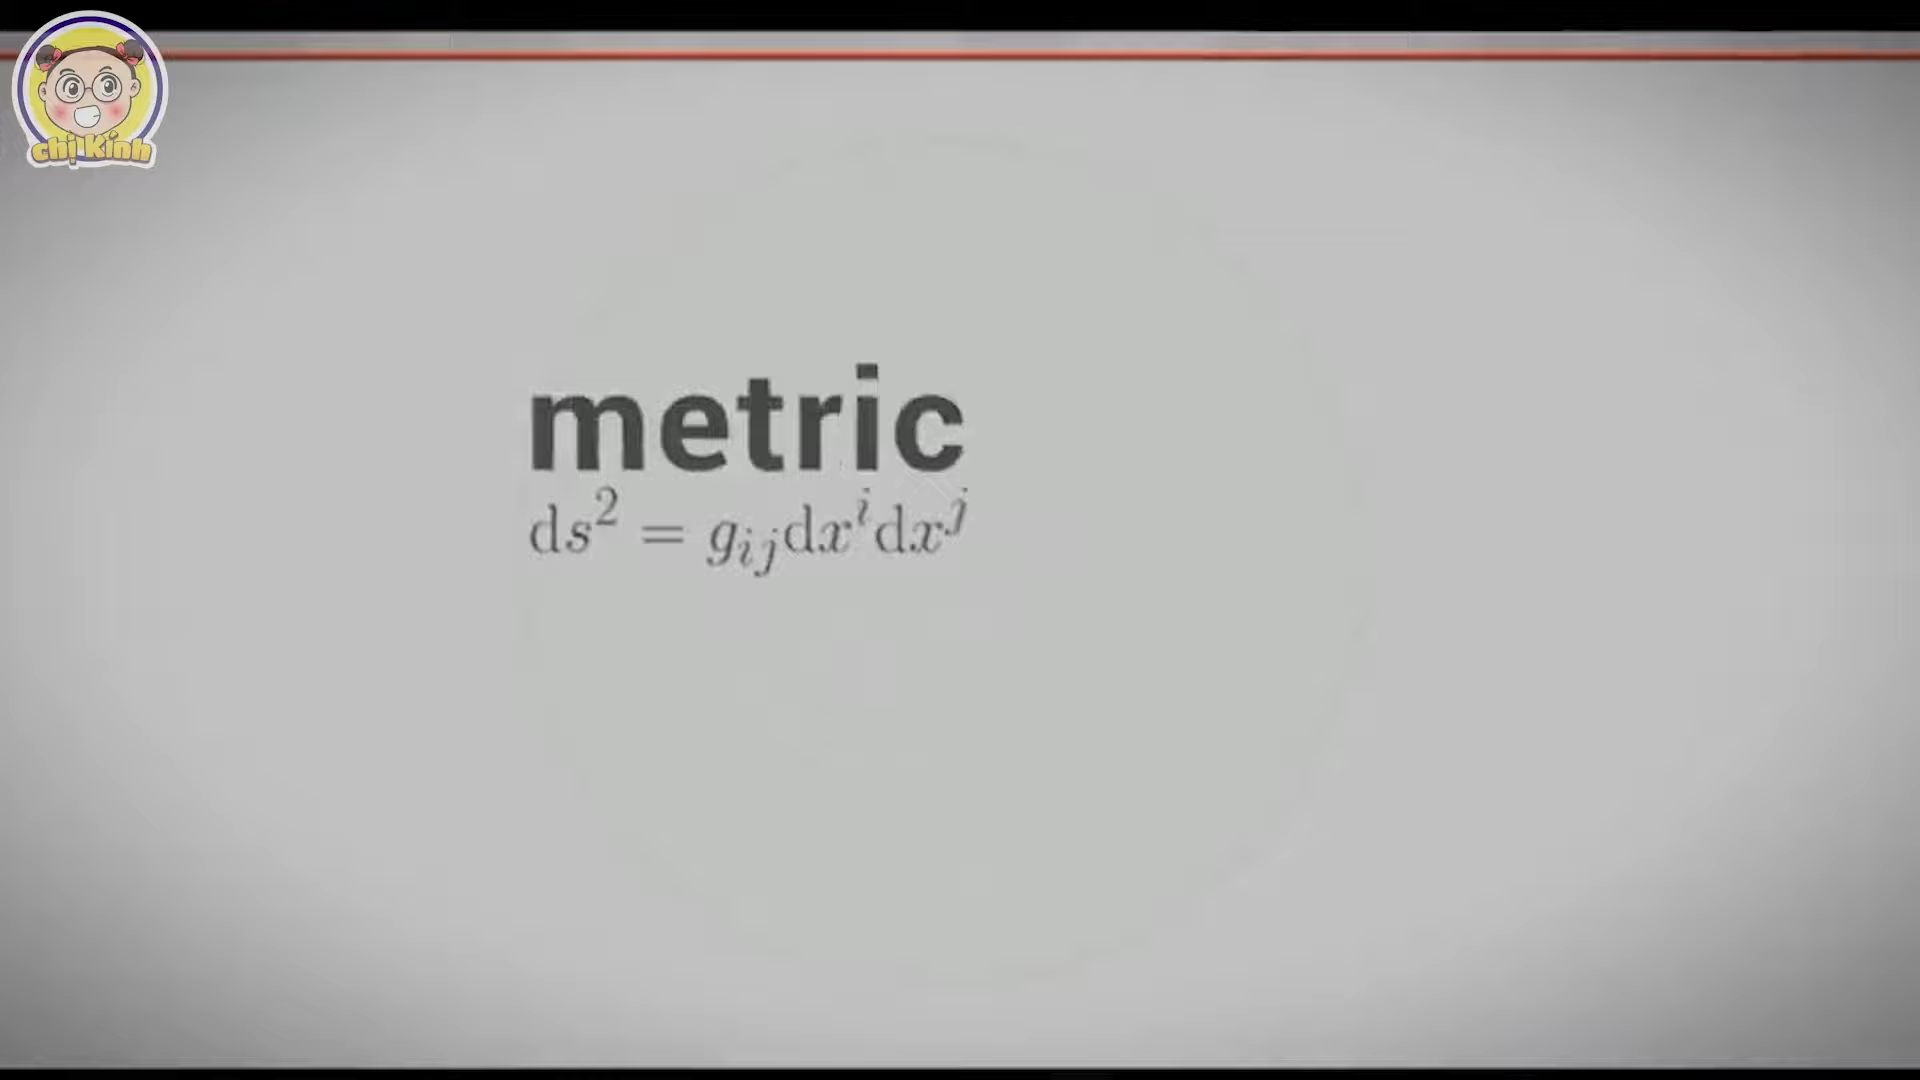 chị Kính
metric
ds² = gᵢⱼdxⁱdxʲ